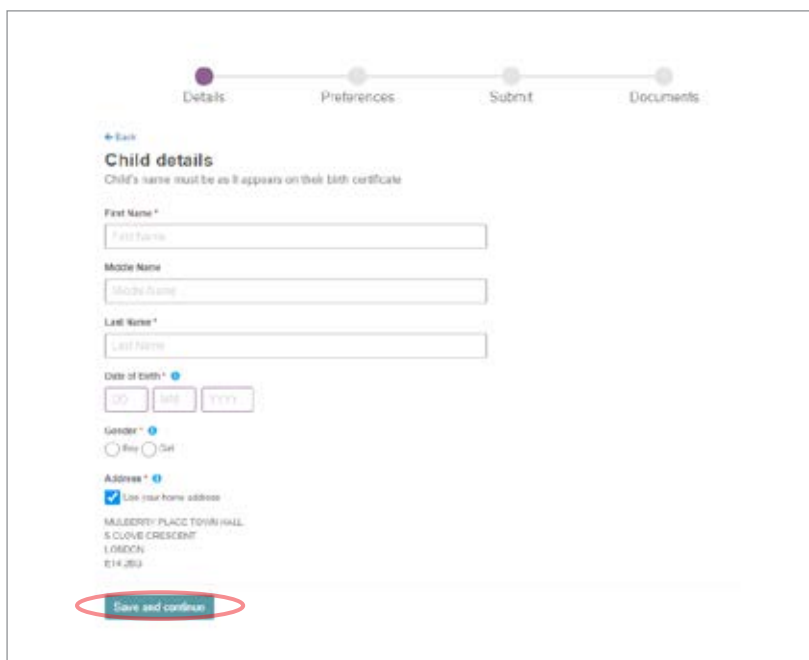 Details Preferences Submit Documents
← Back
Child details
Child's name must be as it appears on their birth certificate
First Name *
First Name
Middle Name
Middle Name
Last Name *
Last Name
Date of Birth *
DD MM YYYY
Gender *
Boy Girl
Address *
Use your home address
MULBERRY PLACE TOWN HALL
5 CLOVE CRESCENT
LONDON
E14
Save and continue